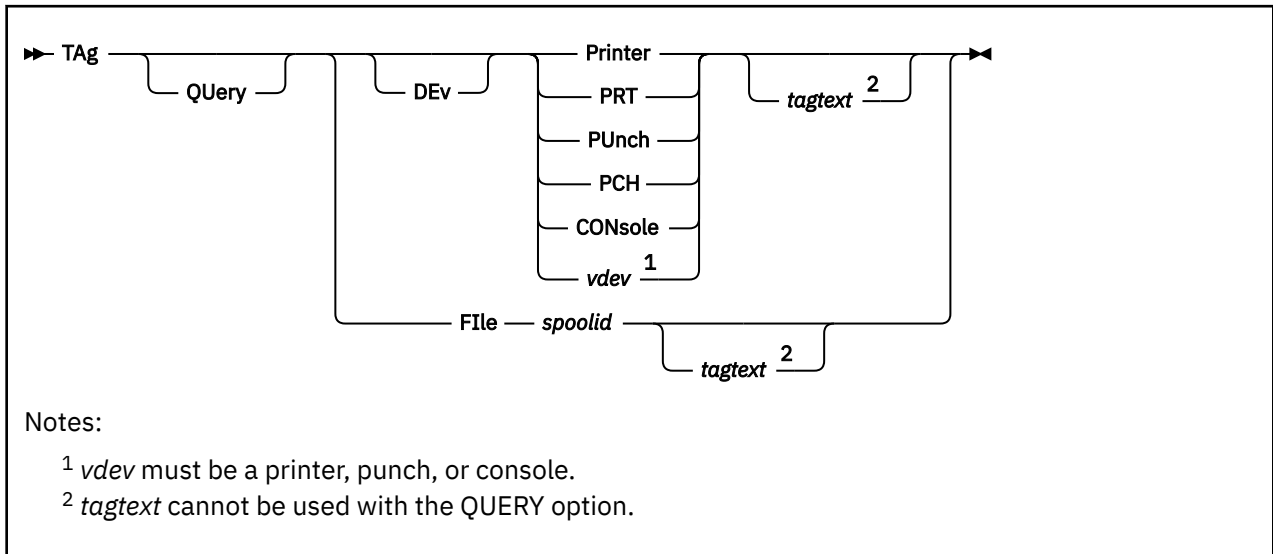 TAg Printer
QUery DEv PRT tagtext 2
PUnch
PCH
CONsole
vdev 1
FIle spoolid
tagtext 2
Notes:
1 vdev must be a printer, punch, or console.
2 tagtext cannot be used with the QUERY option.